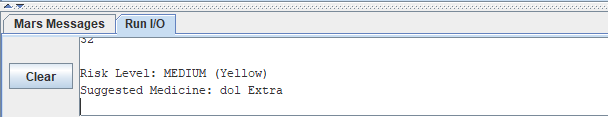 Mars Messages Run I/O
32
Clear
Risk Level: MEDIUM (Yellow)
Suggested Medicine: dol Extra